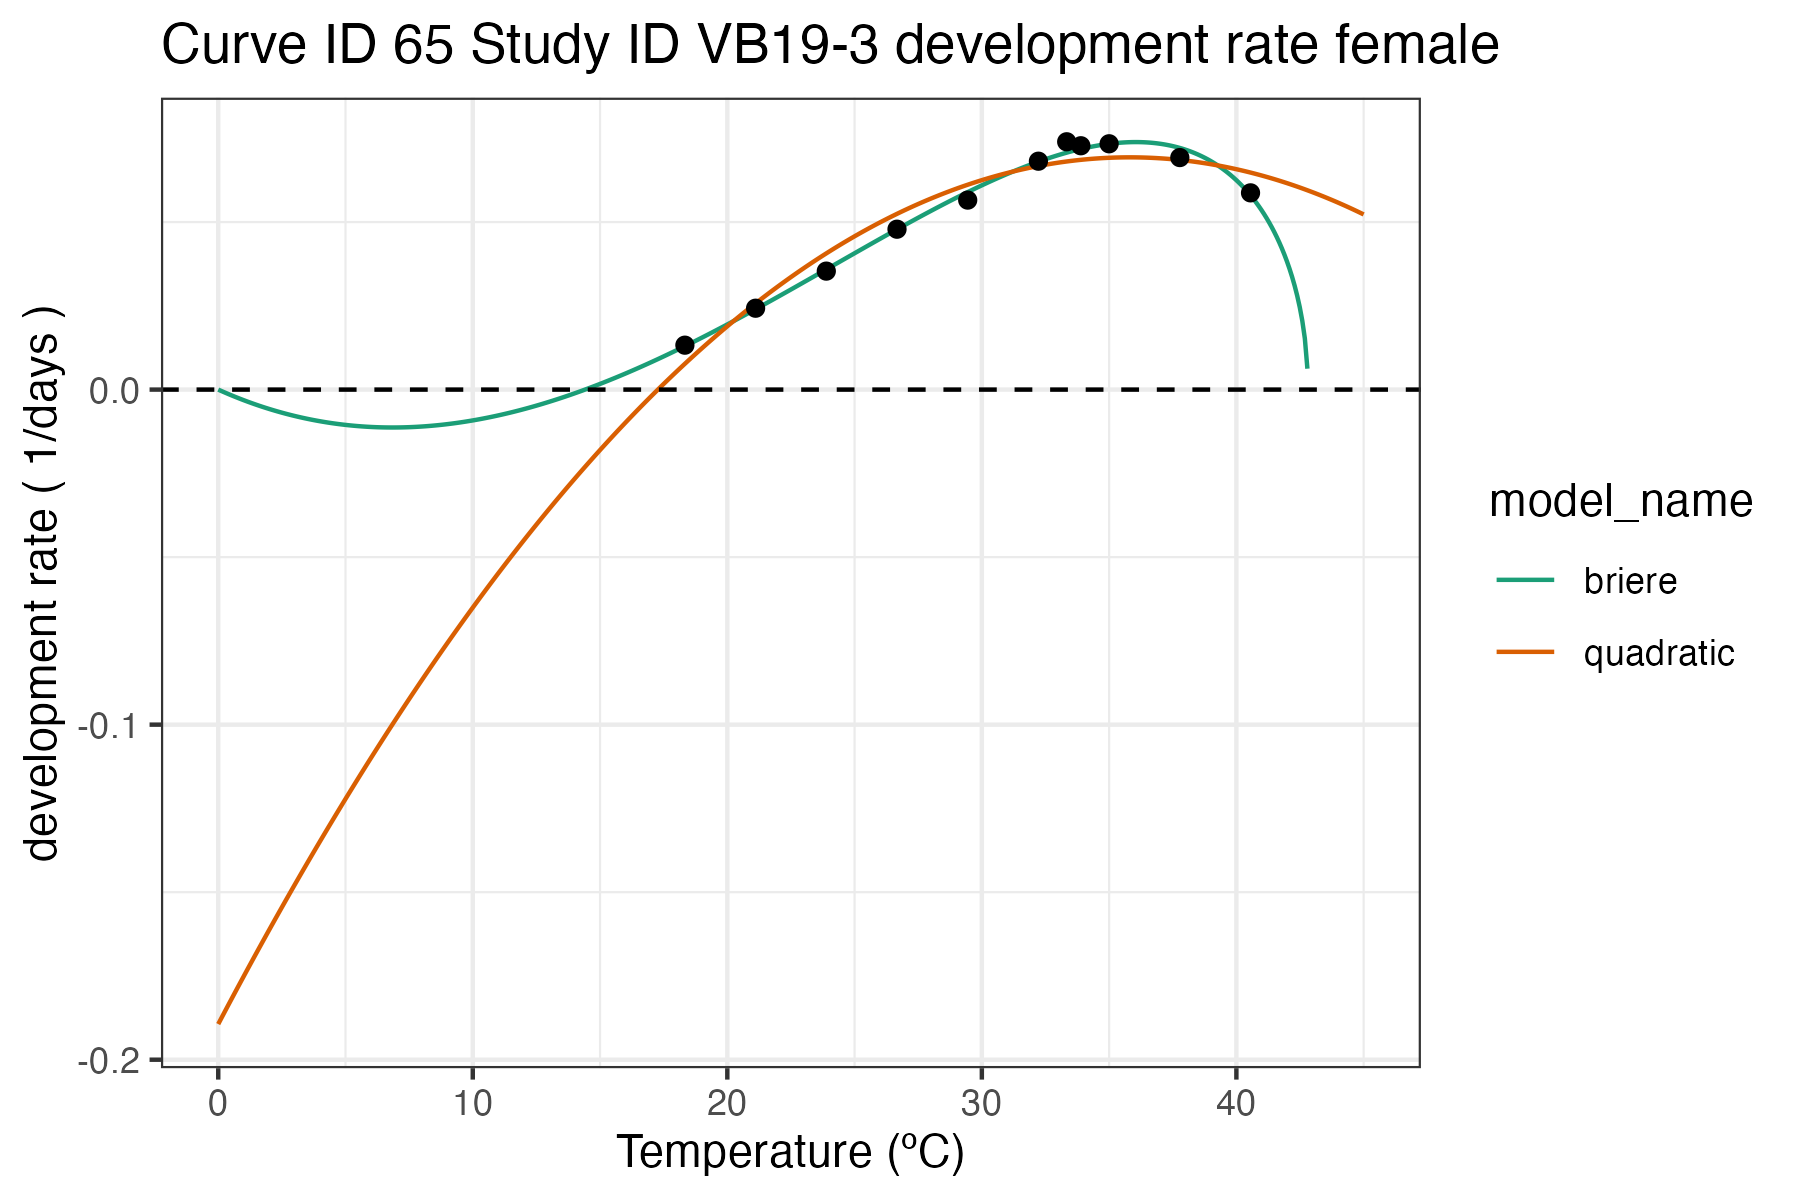 Curve ID 65 Study ID VB19-3 development rate female
development rate ( 1/days )
0.0
-0.1
-0.2
0 10 20 30 40
Temperature (ºC)
model_name
briere
quadratic